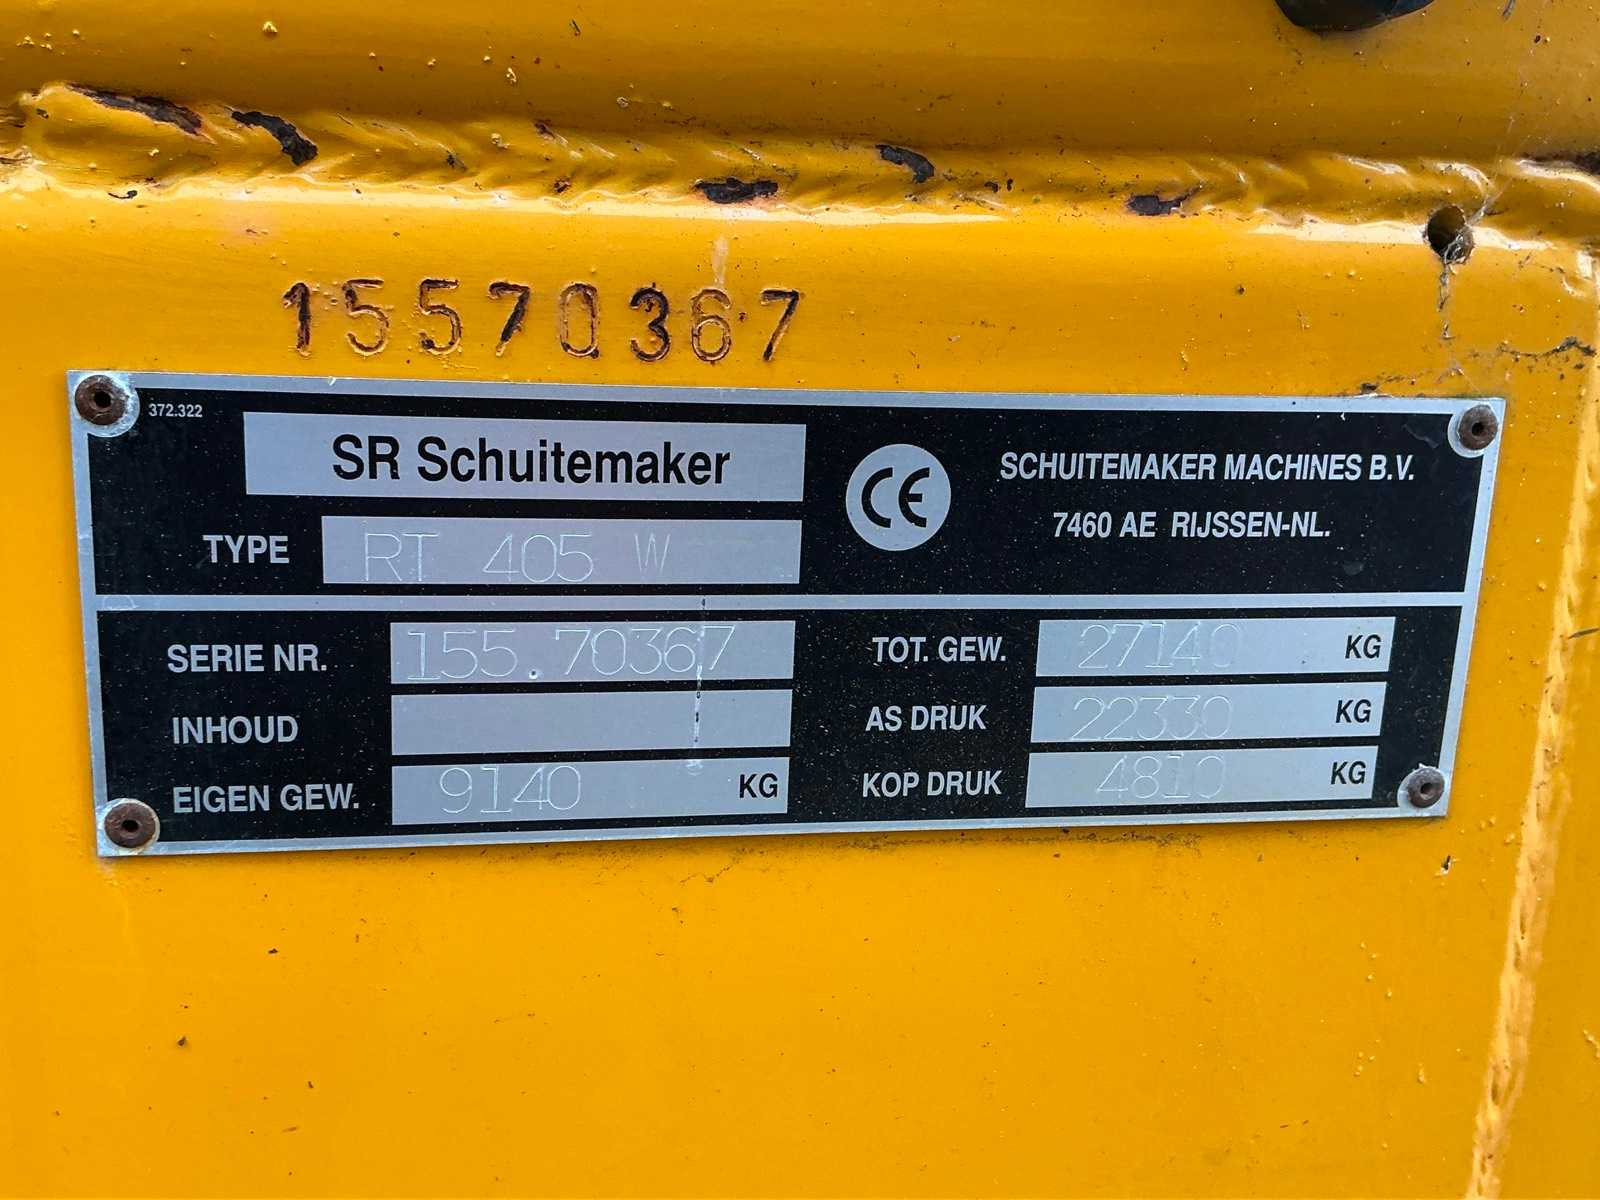 15570367
372.322
SR Schuitemaker
CE
SCHUITEMAKER MACHINES B.V.
7460 AE RIJSSEN-NL.
TYPE RT 405 W
SERIE NR. 155.70367
TOT. GEW. 27140 KG
INHOUD
AS DRUK 22330 KG
EIGEN GEW. 9140 KG
KOP DRUK 4810 KG